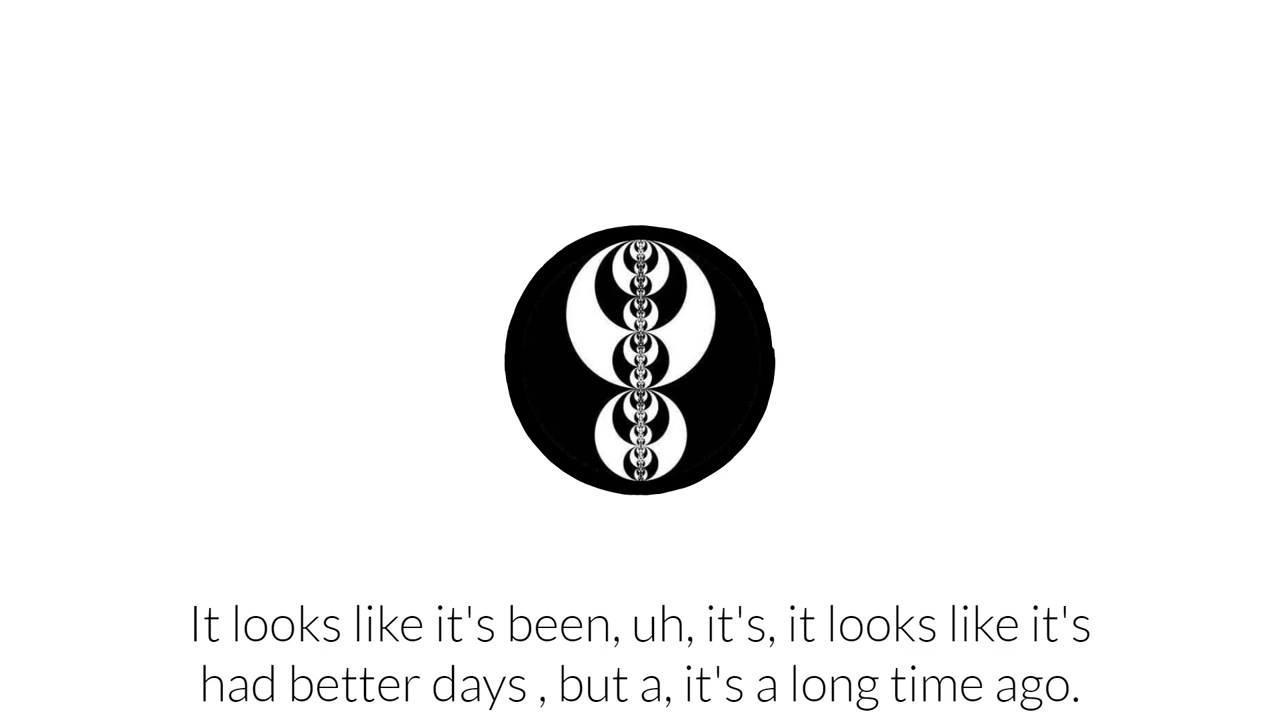 It looks like it's been, uh, it's, it looks like it's
had better days , but a, it's a long time ago.